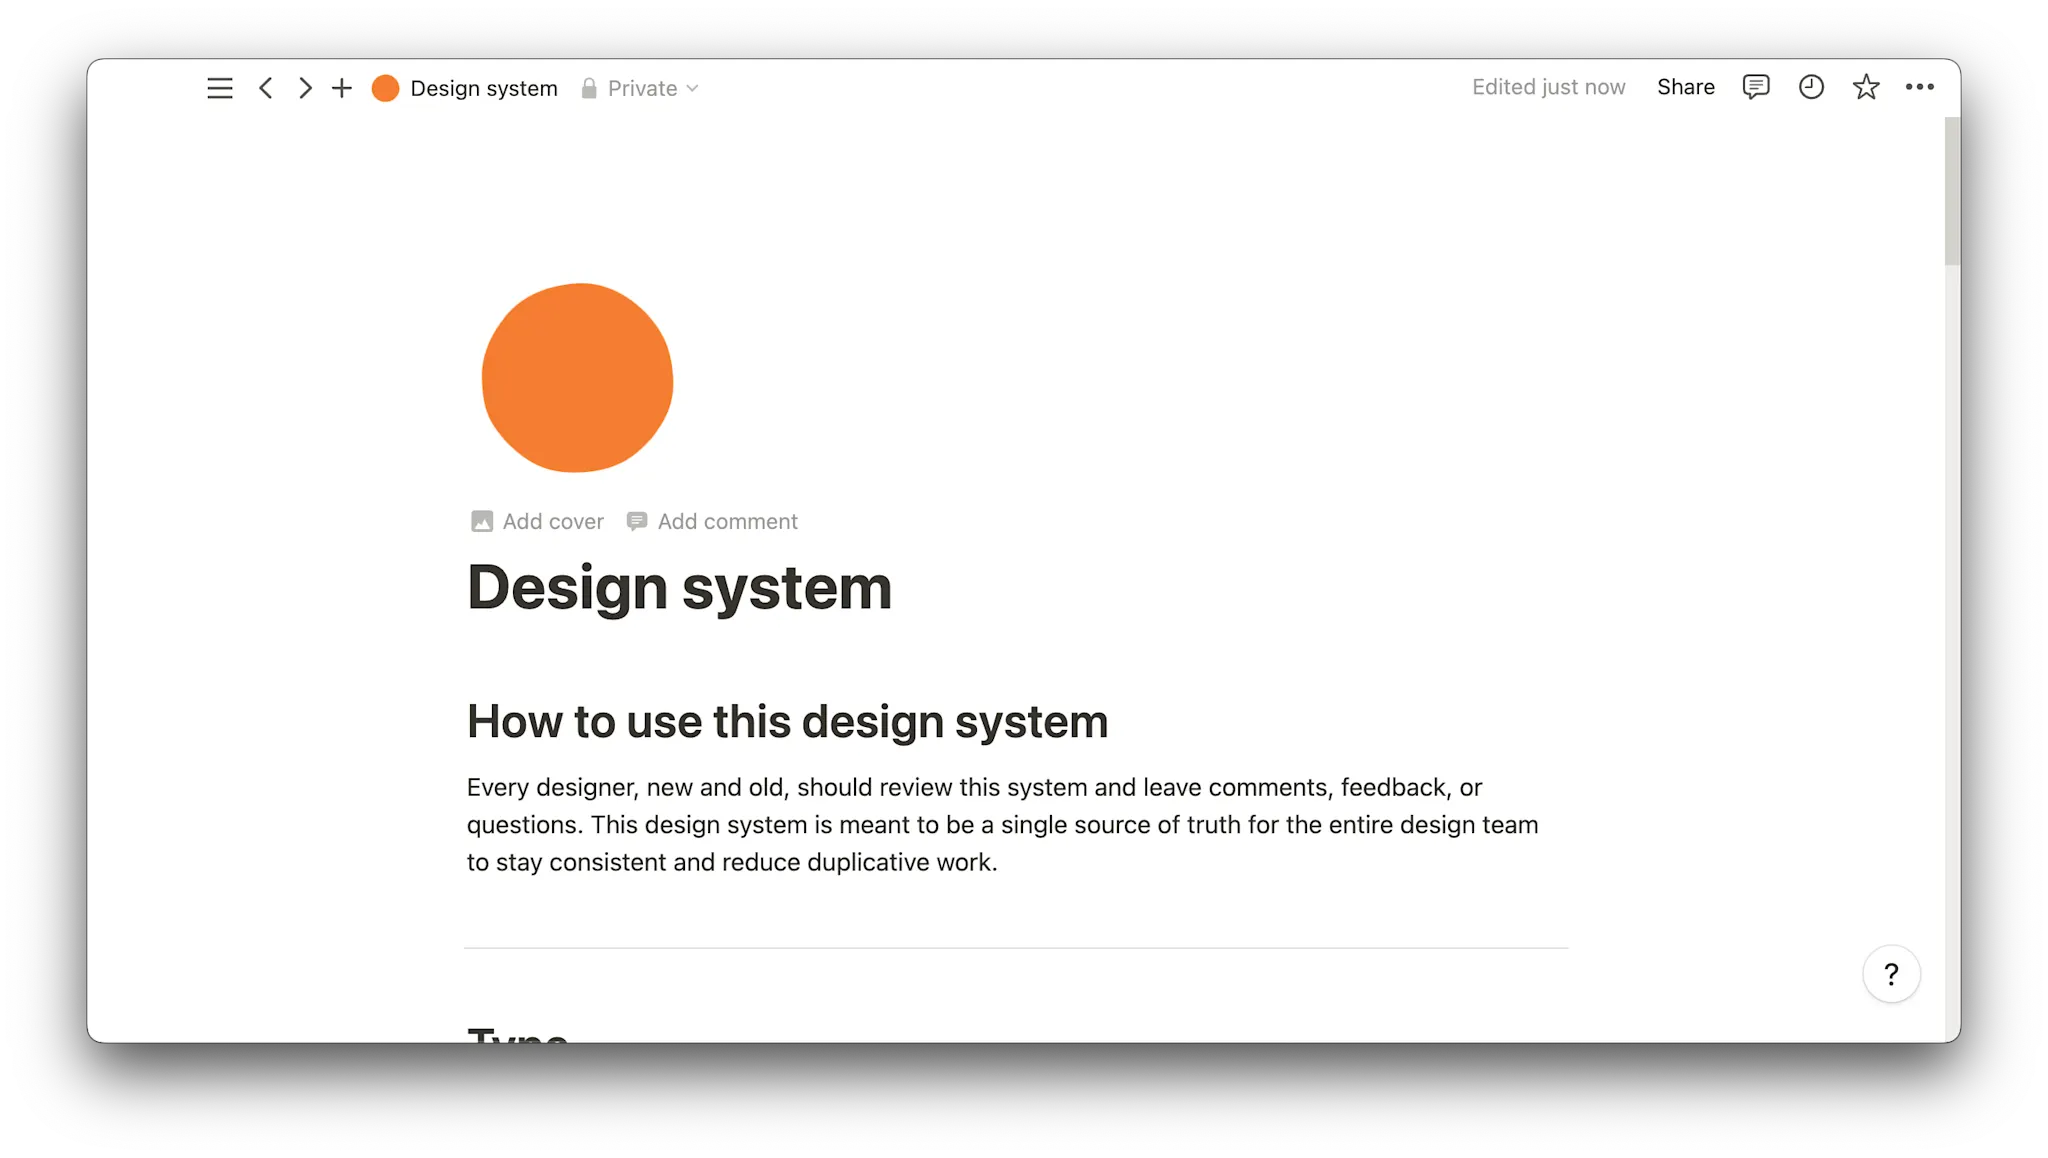 Design system Private
Edited just now Share
Add cover Add comment
Design system
How to use this design system
Every designer, new and old, should review this system and leave comments, feedback, or
questions. This design system is meant to be a single source of truth for the entire design team
to stay consistent and reduce duplicative work.
?
Type